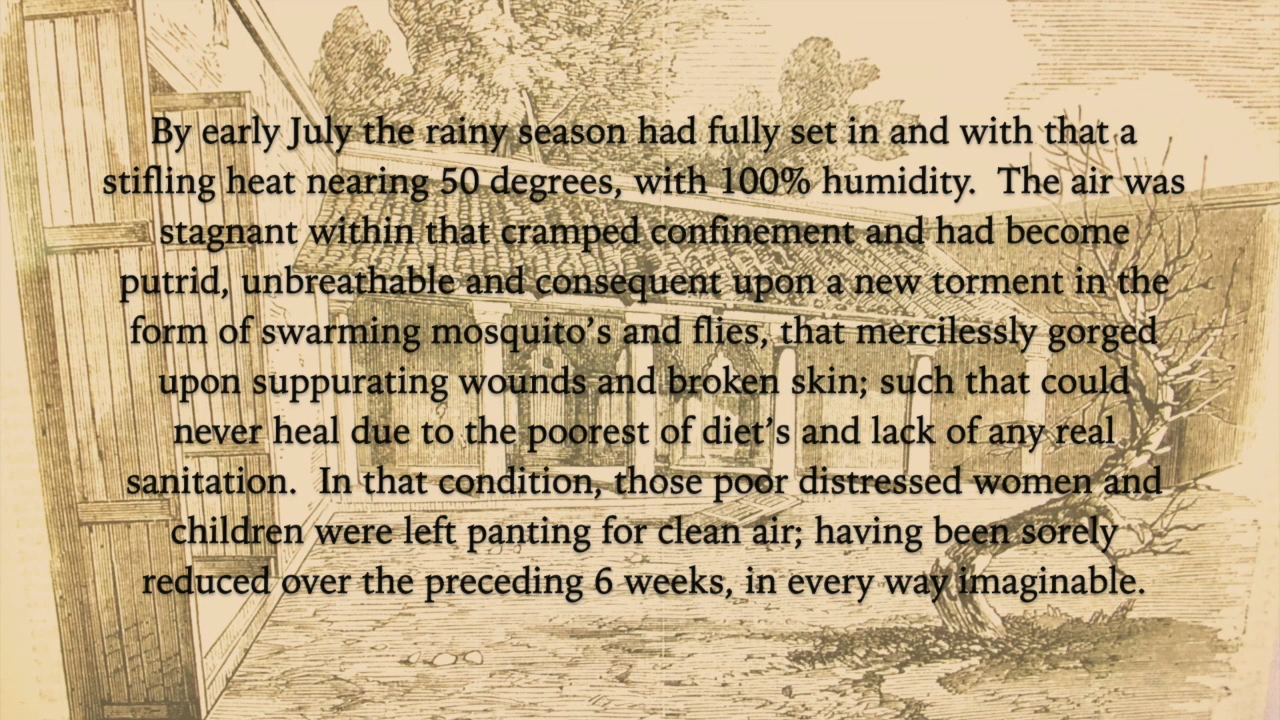 By early July the rainy season had fully set in and with that a
stifling heat nearing 50 degrees, with 100% humidity.  The air was
stagnant within that cramped confinement and had become
putrid, unbreathable and consequent upon a new torment in the
form of swarming mosquito’s and flies, that mercilessly gorged
upon suppurating wounds and broken skin; such that could
never heal due to the poorest of diet’s and lack of any real
sanitation.  In that condition, those poor distressed women and
children were left panting for clean air; having been sorely
reduced over the preceding 6 weeks, in every way imaginable.